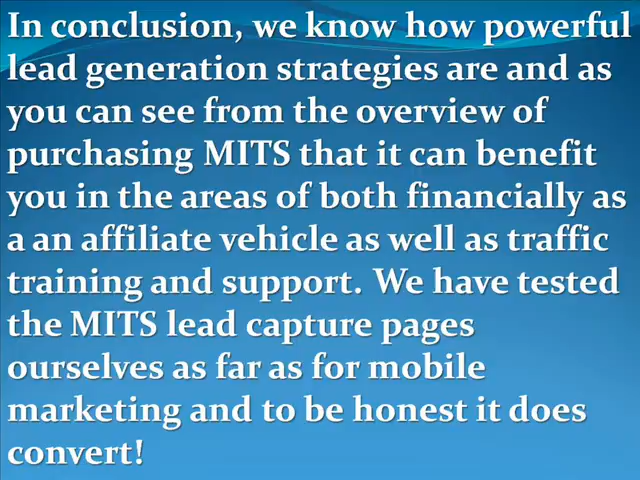 In conclusion, we know how powerful
lead generation strategies are and as
you can see from the overview of
purchasing MITS that it can benefit
you in the areas of both financially as
a an affiliate vehicle as well as traffic
training and support. We have tested
the MITS lead capture pages
ourselves as far as for mobile
marketing and to be honest it does
convert!